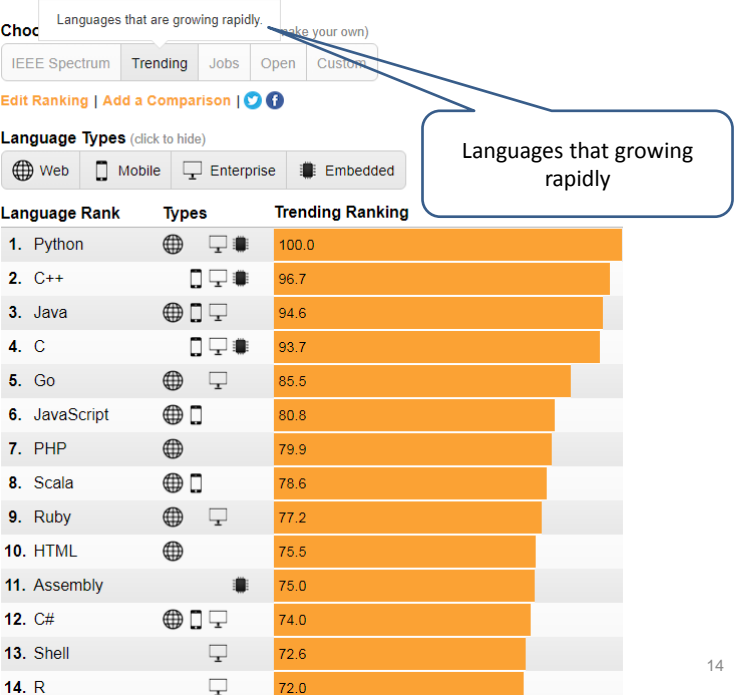 Languages that are growing rapidly.
Choo
make your own)
IEEE Spectrum Trending Jobs Open Custom
Edit Ranking | Add a Comparison |
Language Types (click to hide)
Web Mobile Enterprise Embedded
Languages that growing
rapidly
Language Rank Types Trending Ranking
1. Python 100.0
2. C++ 96.7
3. Java 94.6
4. C 93.7
5. Go 85.5
6. JavaScript 80.8
7. PHP 79.9
8. Scala 78.6
9. Ruby 77.2
10. HTML 75.5
11. Assembly 75.0
12. C# 74.0
13. Shell 72.6
14. R 72.0
14